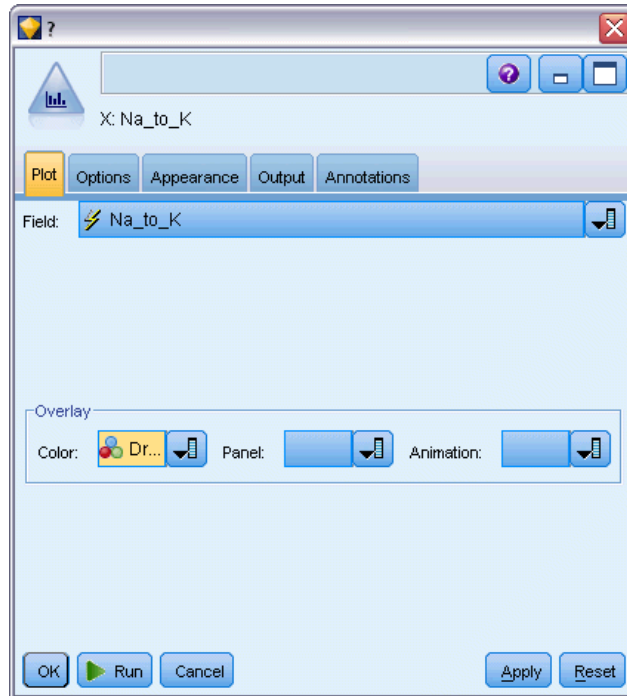 ?
X: Na_to_K
Plot Options Appearance Output Annotations
Field: Na_to_K
Overlay
Color: Dr... Panel: Animation:
OK Run Cancel Apply Reset